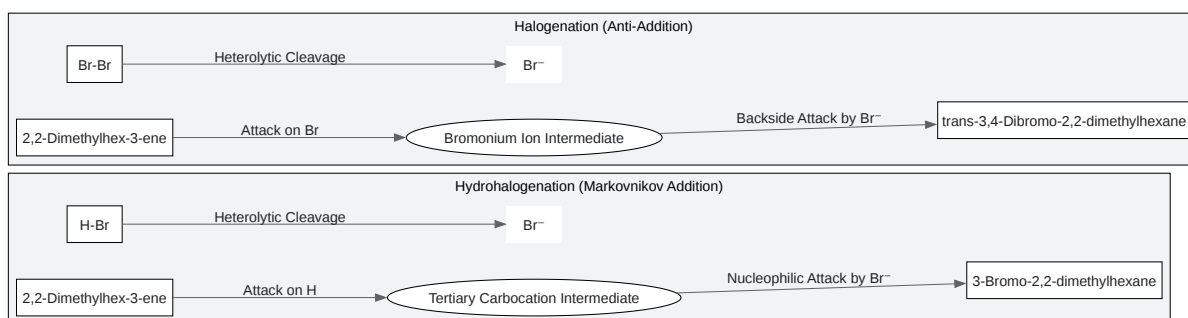 Halogenation (Anti-Addition)
Br-Br
Heterolytic Cleavage
Br⁻
2,2-Dimethylhex-3-ene
Attack on Br
Bromonium Ion Intermediate
Backside Attack by Br⁻
trans-3,4-Dibromo-2,2-dimethylhexane
Hydrohalogenation (Markovnikov Addition)
H-Br
Heterolytic Cleavage
Br⁻
2,2-Dimethylhex-3-ene
Attack on H
Tertiary Carbocation Intermediate
Nucleophilic Attack by Br⁻
3-Bromo-2,2-dimethylhexane